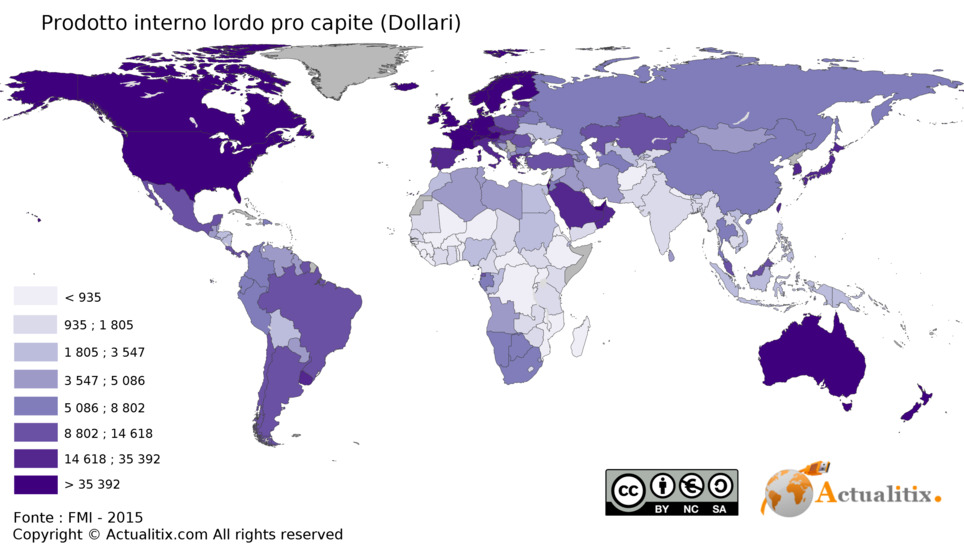 Prodotto interno lordo pro capite (Dollari)
< 935
935 ; 1 805
1 805 ; 3 547
3 547 ; 5 086
5 086 ; 8 802
8 802 ; 14 618
14 618 ; 35 392
> 35 392
Fonte : FMI - 2015
Copyright © Actualitix.com All rights reserved
cc
BY NC SA
Actualitix.